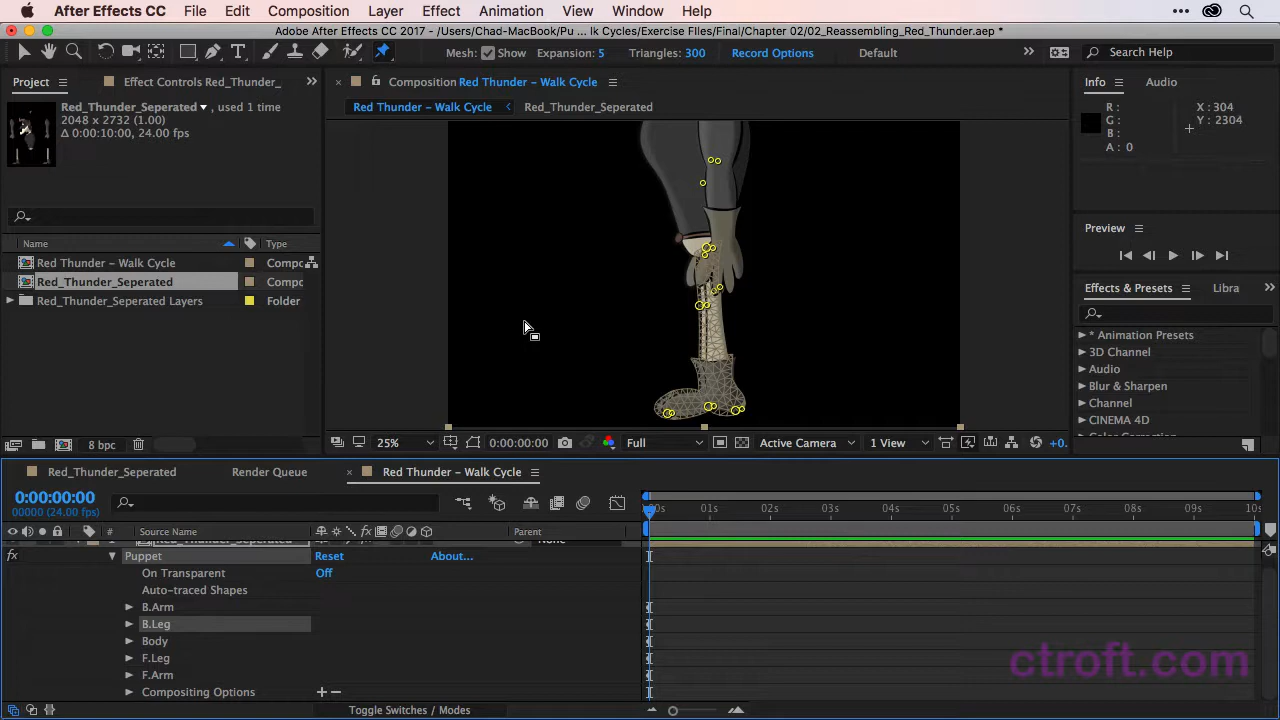 After Effects CC File Edit Composition Layer Effect Animation View Window Help
Adobe After Effects CC 2017 - /Users/Chad-MacBook/Pu ... lk Cycles/Exercise Files/Final/Chapter 02/02_Reassembling_Red_Thunder.aep *
Mesh: Show Expansion: 5 Triangles: 300 Record Options Default Search Help
Project Effect Controls Red_Thunder_ Composition Red Thunder – Walk Cycle Info Audio
Red_Thunder_Seperated , used 1 time
2048 x 2732 (1.00)
Δ 0:00:10:00, 24.00 fps
Red Thunder – Walk Cycle Red_Thunder_Seperated
R: X: 304
G: Y: 2304
B:
A: 0
Name Type
Red Thunder – Walk Cycle Compo
Red_Thunder_Seperated Compo
Red_Thunder_Seperated Layers Folder
Preview
Effects & Presets Libra
* Animation Presets
3D Channel
Audio
Blur & Sharpen
Channel
CINEMA 4D
8 bpc 25% 0:00:00:00 Full Active Camera 1 View +0.
Red_Thunder_Seperated Render Queue Red Thunder – Walk Cycle
0:00:00:00
00000 (24.00 fps)
:00s 01s 02s 03s 04s 05s 06s 07s 08s 09s 10s
# Source Name Parent
Red_Thunder_Seperated None
fx Puppet Reset About...
On Transparent Off
Auto-traced Shapes
B.Arm
B.Leg
Body
F.Leg
F.Arm
Compositing Options
Toggle Switches / Modes
ctroft.com